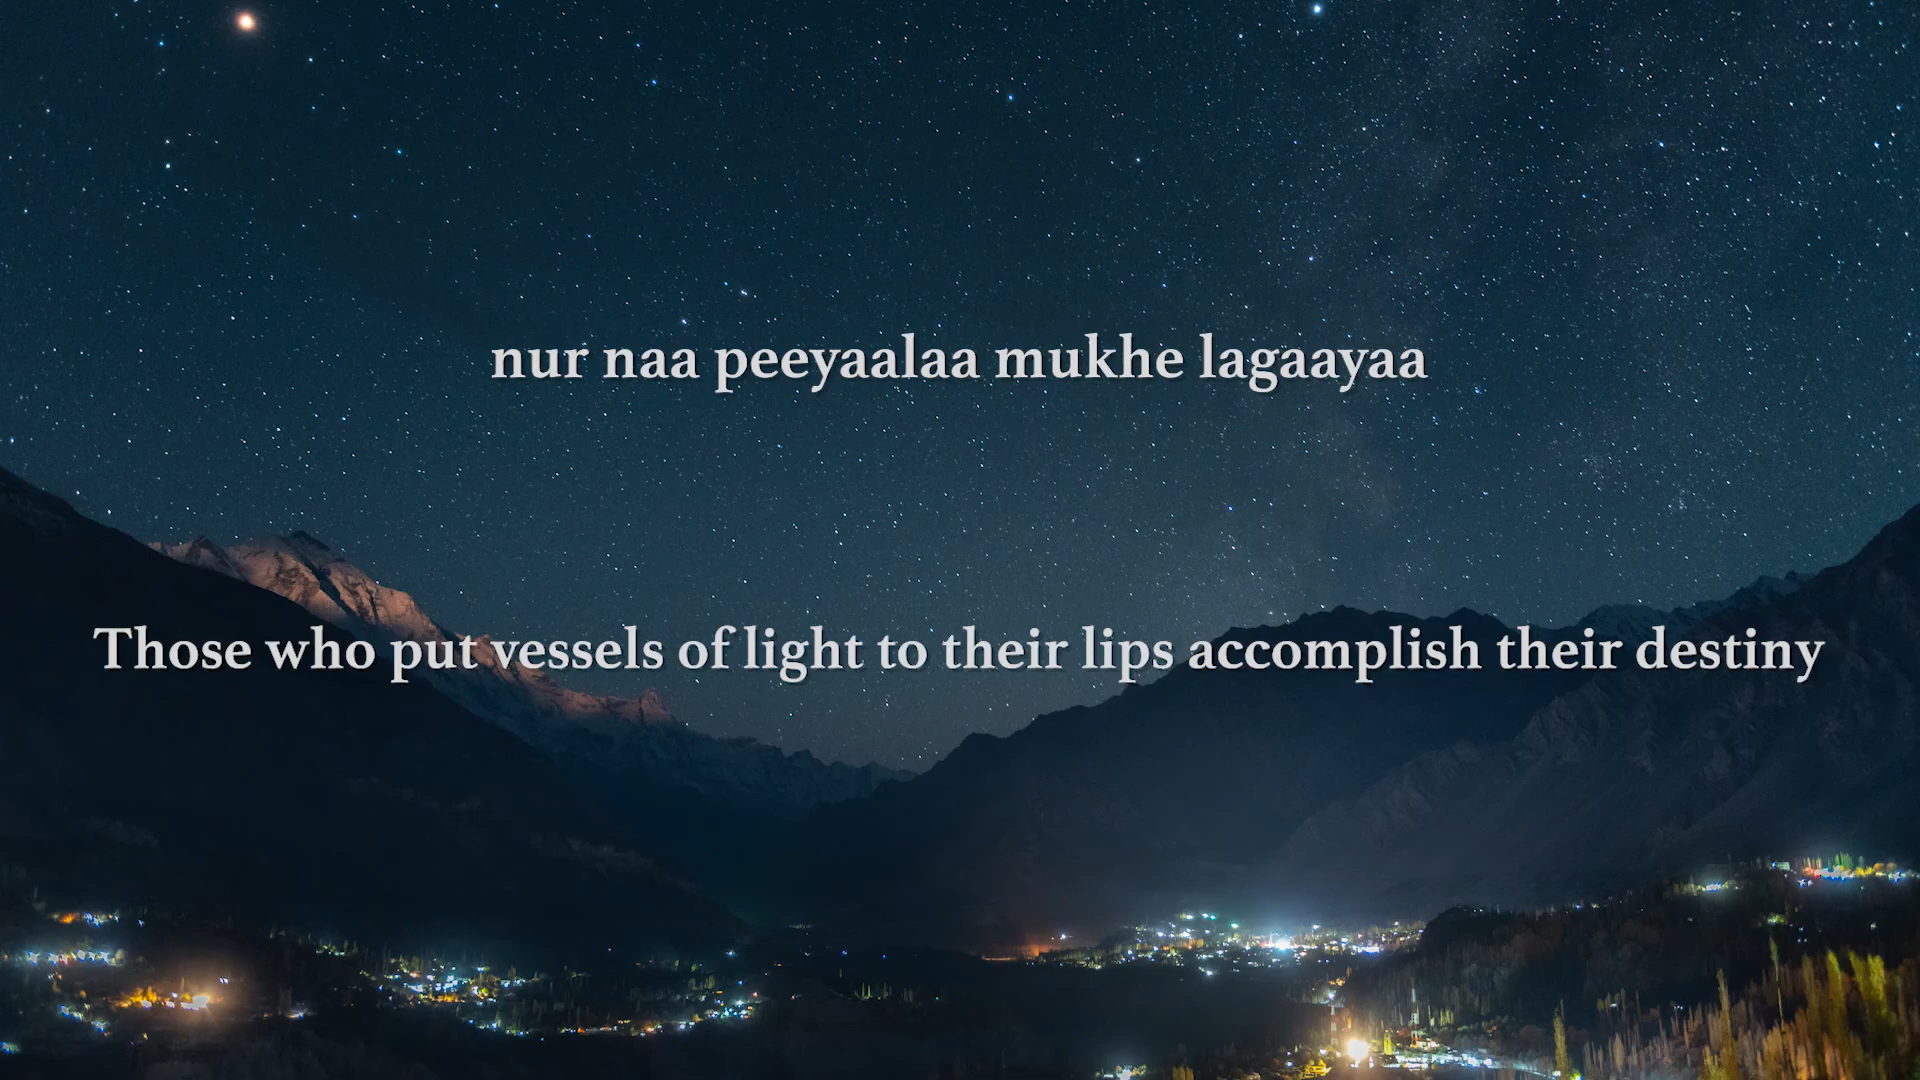 nur naa peeyaalaa mukhe lagaayaa
Those who put vessels of light to their lips accomplish their destiny